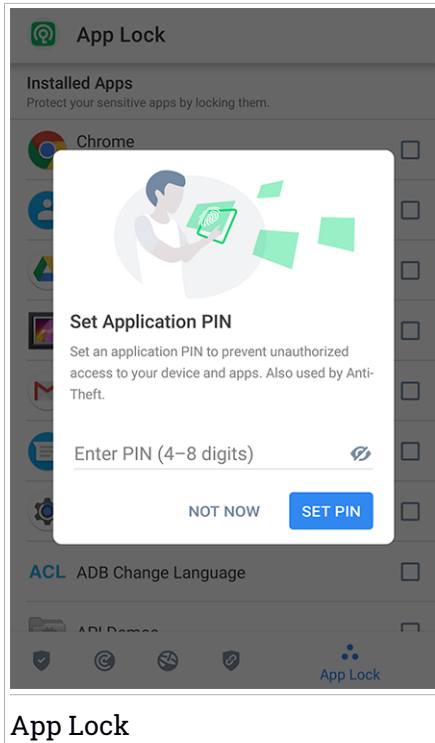 App Lock
Installed Apps
Protect your sensitive apps by locking them.
Chrome
Set Application PIN
Set an application PIN to prevent unauthorized
access to your device and apps. Also used by Anti-
Theft.
Enter PIN (4–8 digits)
NOT NOW
SET PIN
ACL ADB Change Language
API Demos
App Lock
App Lock